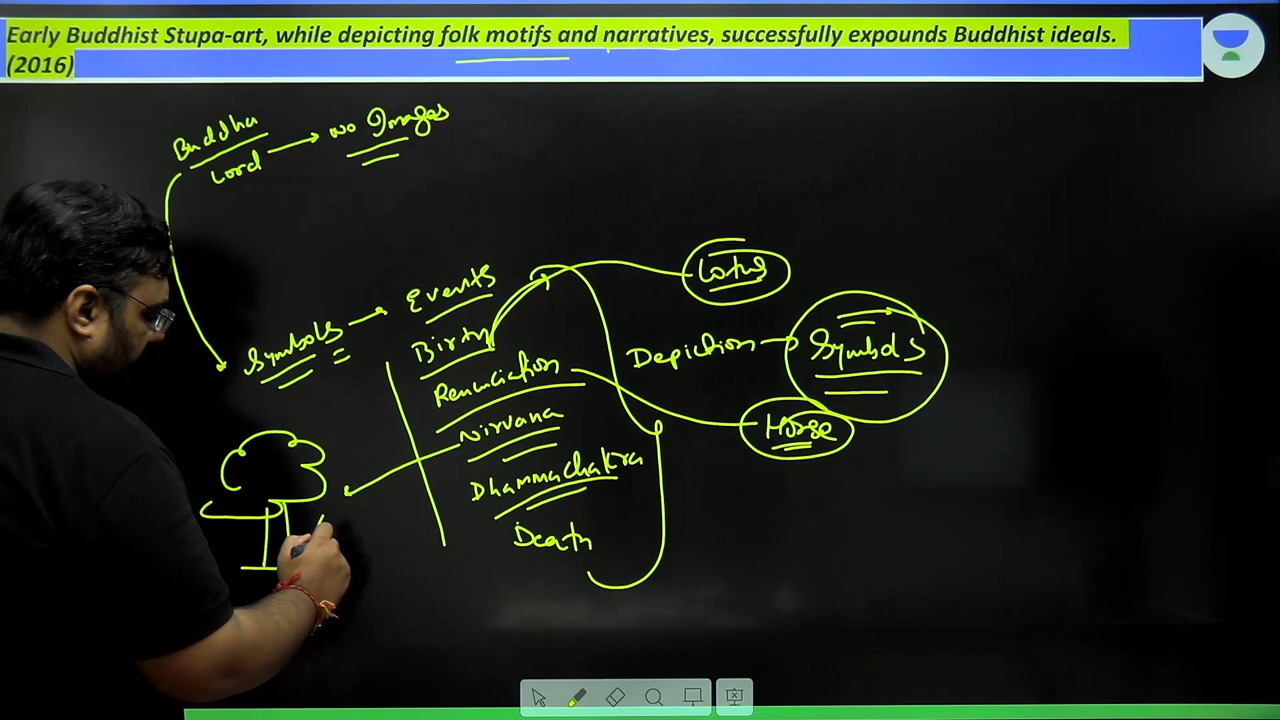 Early Buddhist Stupa-art, while depicting folk motifs and narratives, successfully expounds Buddhist ideals.
(2016)
Buddha
Lord → No Images
Symbols → Events
Birth
Renunciation
Nirvana
Dhammachakra
Death
Lotus
Depiction → Symbols
Horse